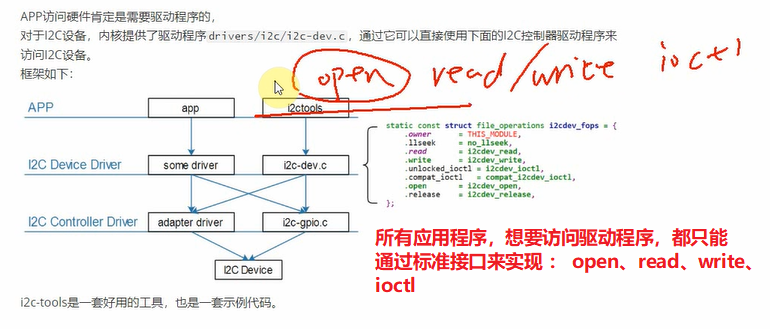 APP访问硬件肯定是需要驱动程序的，
对于I2C设备，内核提供了驱动程序drivers/i2c/i2c-dev.c，通过它可以直接使用下面的I2C控制器驱动程序来
访问I2C设备。
框架如下：
open read/write ioctl
APP
app
i2ctools
I2C Device Driver
some driver
i2c-dev.c
I2C Controller Driver
adapter driver
i2c-gpio.c
I2C Device
static const struct file_operations i2cdev_fops = {
.owner = THIS_MODULE,
.llseek = no_llseek,
.read = i2cdev_read,
.write = i2cdev_write,
.unlocked_ioctl = i2cdev_ioctl,
.compat_ioctl = compat_i2cdev_ioctl,
.open = i2cdev_open,
.release = i2cdev_release,
};
所有应用程序，想要访问驱动程序，都只能
通过标准接口来实现 ： open、read、write、
ioctl
i2c-tools是一套好用的工具，也是一套示例代码。